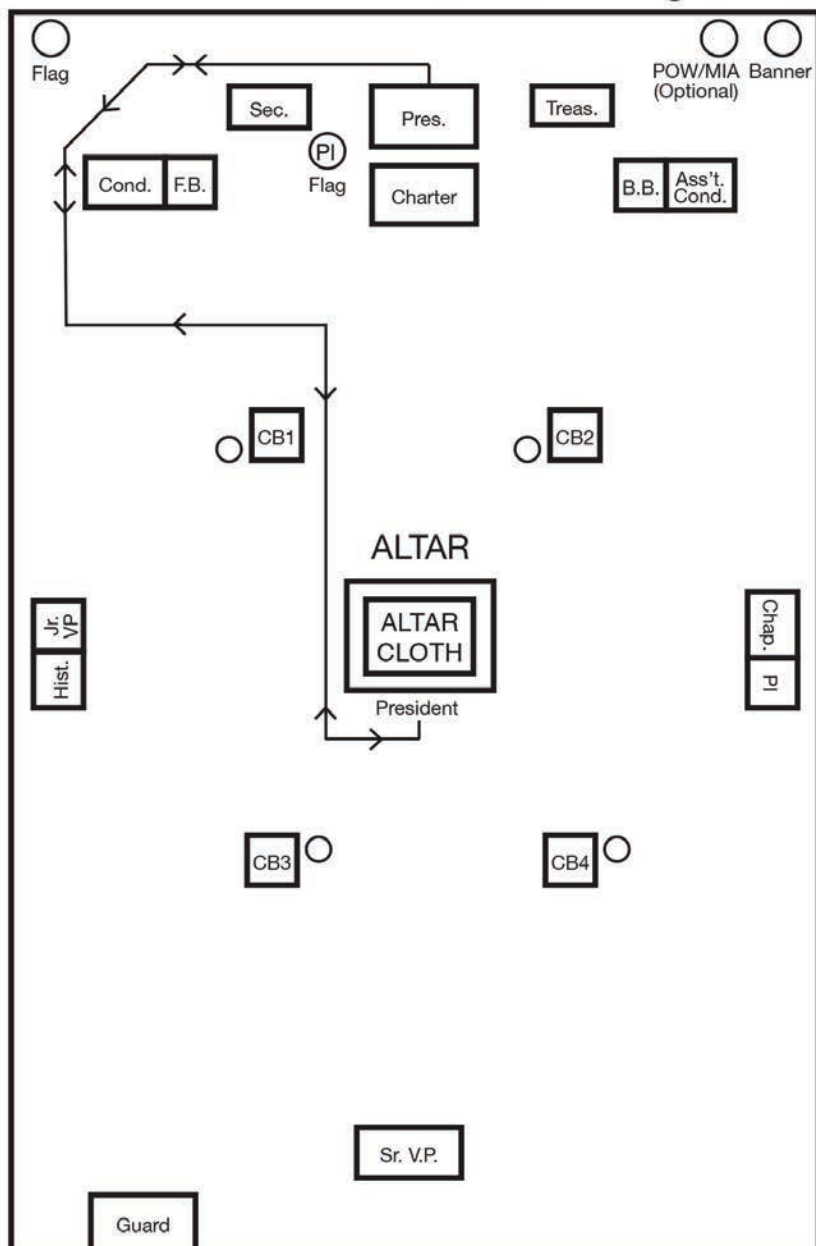 Flag
POW/MIA
(Optional)
Banner
Sec.
Pres.
Treas.
PI
Flag
Cond.
F.B.
Charter
B.B.
Ass't.
Cond.
CB1
CB2
ALTAR
ALTAR
CLOTH
President
Jr.
VP
Hist.
Chap.
PI
CB3
CB4
Sr. V.P.
Guard